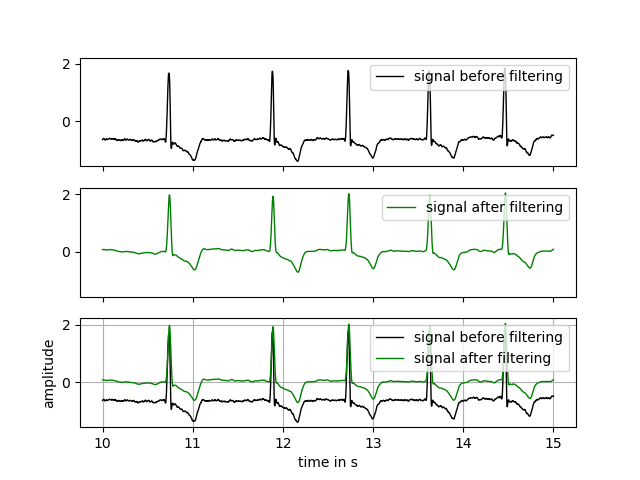 2
signal before filtering
0
2
signal after filtering
0
2
signal before filtering
signal after filtering
0
amplitude
10 11 12 13 14 15
time in s